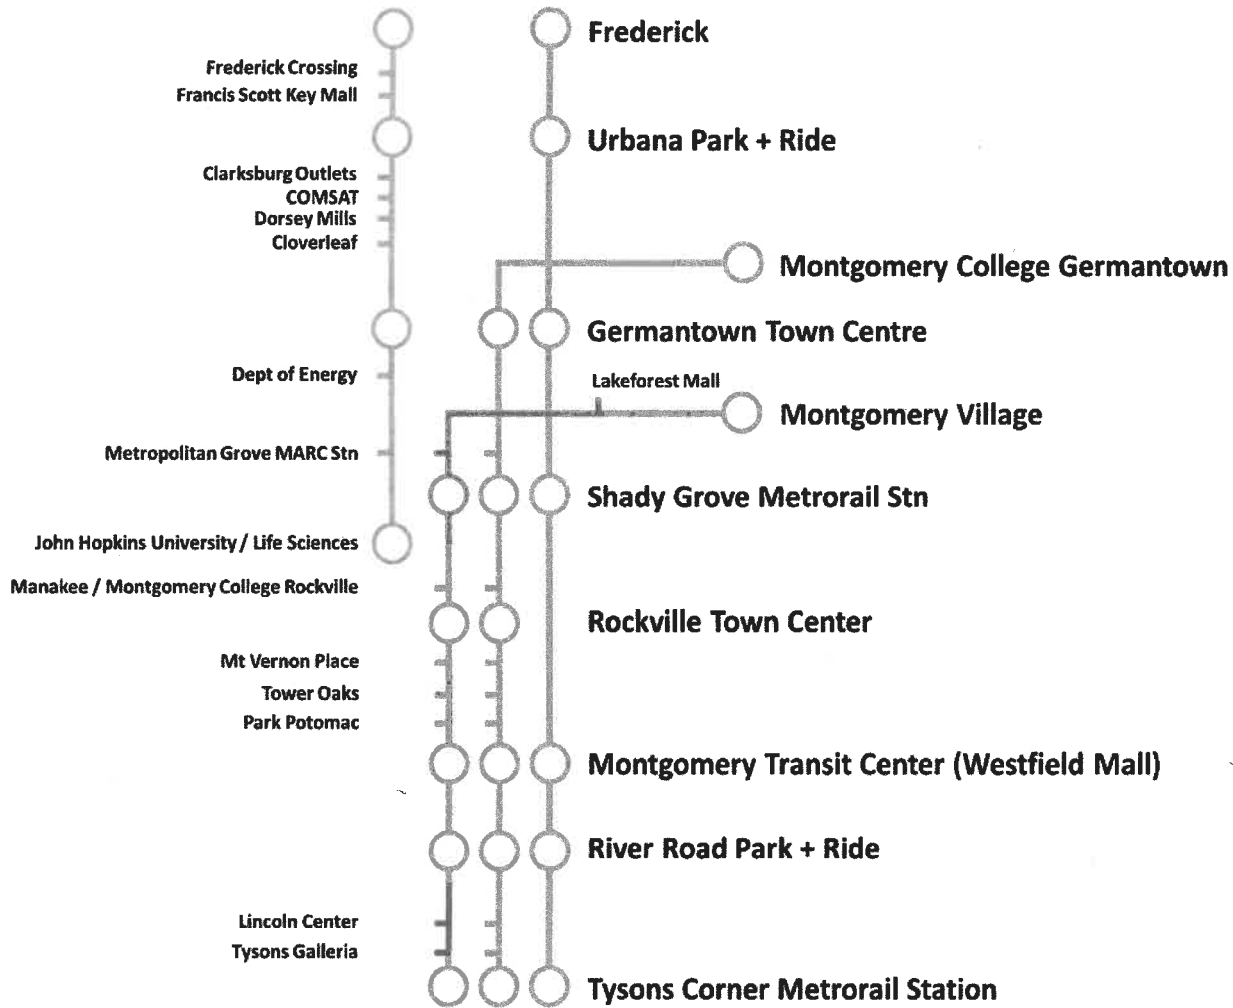 Frederick
Frederick Crossing
Francis Scott Key Mall
Urbana Park + Ride
Clarksburg Outlets
COMSAT
Dorsey Mills
Cloverleaf
Montgomery College Germantown
Germantown Town Centre
Dept of Energy
Lakeforest Mall
Montgomery Village
Metropolitan Grove MARC Stn
Shady Grove Metrorail Stn
John Hopkins University / Life Sciences
Manakee / Montgomery College Rockville
Rockville Town Center
Mt Vernon Place
Tower Oaks
Park Potomac
Montgomery Transit Center (Westfield Mall)
River Road Park + Ride
Lincoln Center
Tysons Galleria
Tysons Corner Metrorail Station